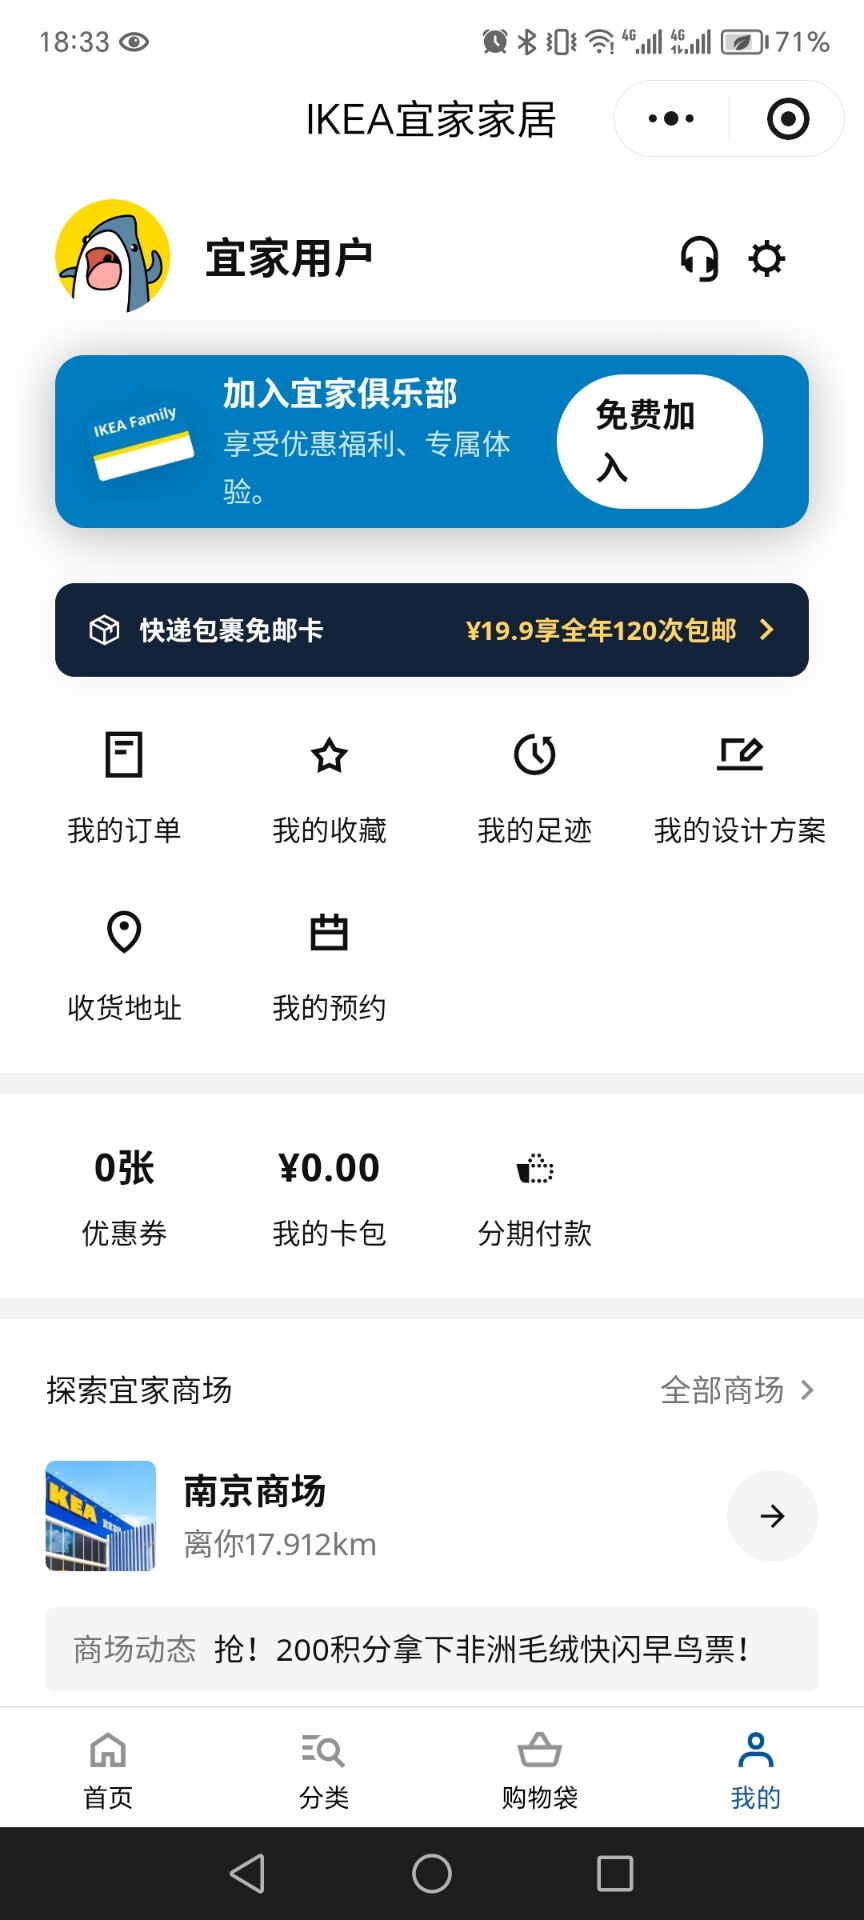 18:33
4G 4G 71%
IKEA宜家家居
宜家用户
IKEA Family
加入宜家俱乐部
享受优惠福利、专属体
验。
免费加
入
快递包裹免邮卡 ¥19.9享全年120次包邮
我的订单 我的收藏 我的足迹 我的设计方案
收货地址 我的预约
0张 ¥0.00
优惠券 我的卡包 分期付款
探索宜家商场 全部商场
IKEA
南京商场
离你17.912km
商场动态 抢！200积分拿下非洲毛绒快闪早鸟票！
首页 分类 购物袋 我的